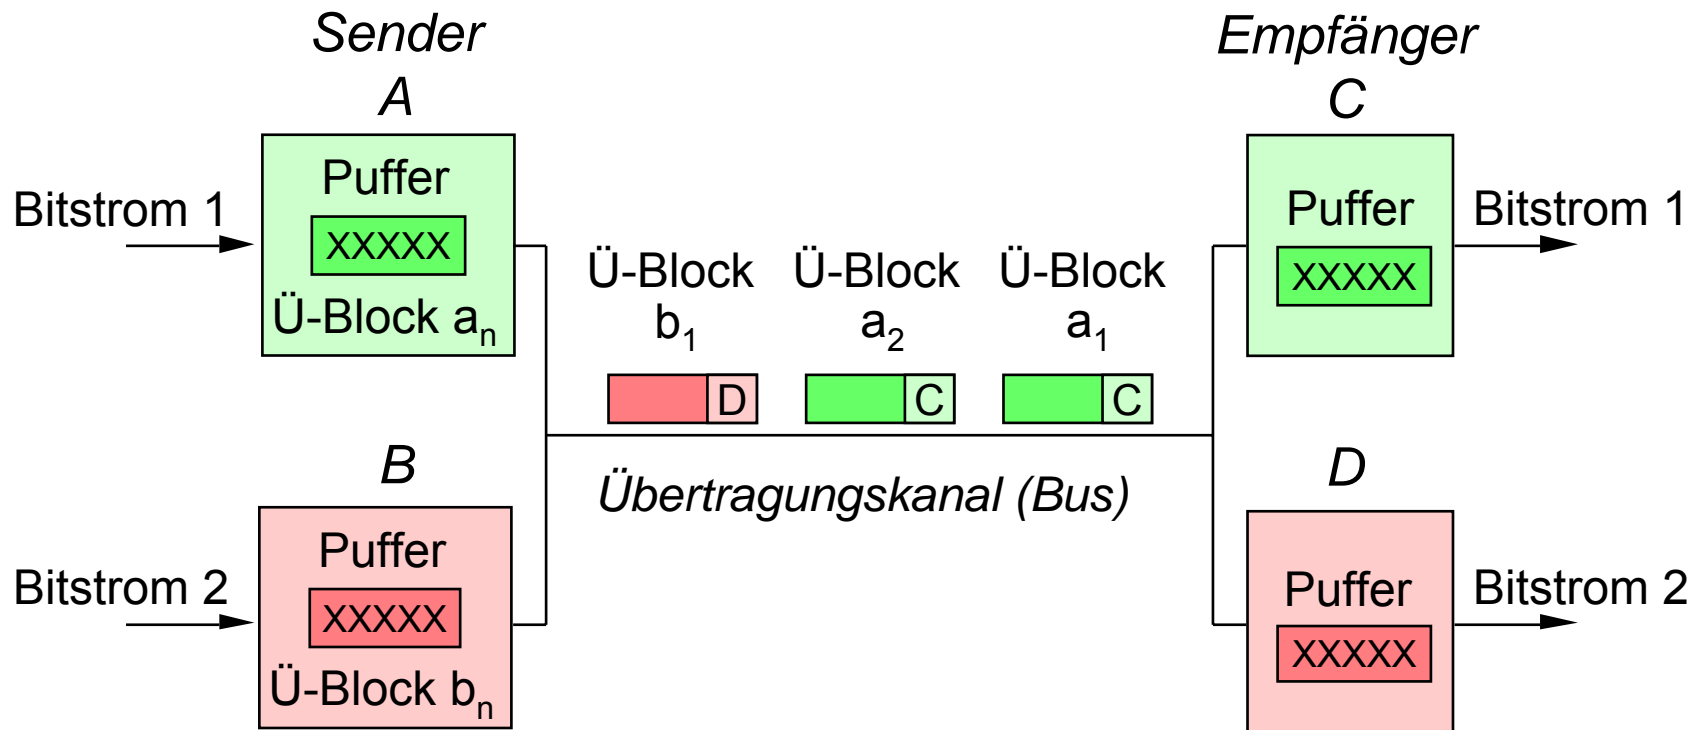 Sender
A
Puffer
Bitstrom 1
XXXXX
Ü-Block aₙ
B
Puffer
Bitstrom 2
XXXXX
Ü-Block bₙ
Ü-Block
b₁
D
Ü-Block
a₂
C
Ü-Block
a₁
C
Übertragungskanal (Bus)
Empfänger
C
Puffer
XXXXX
Bitstrom 1
D
Puffer
XXXXX
Bitstrom 2